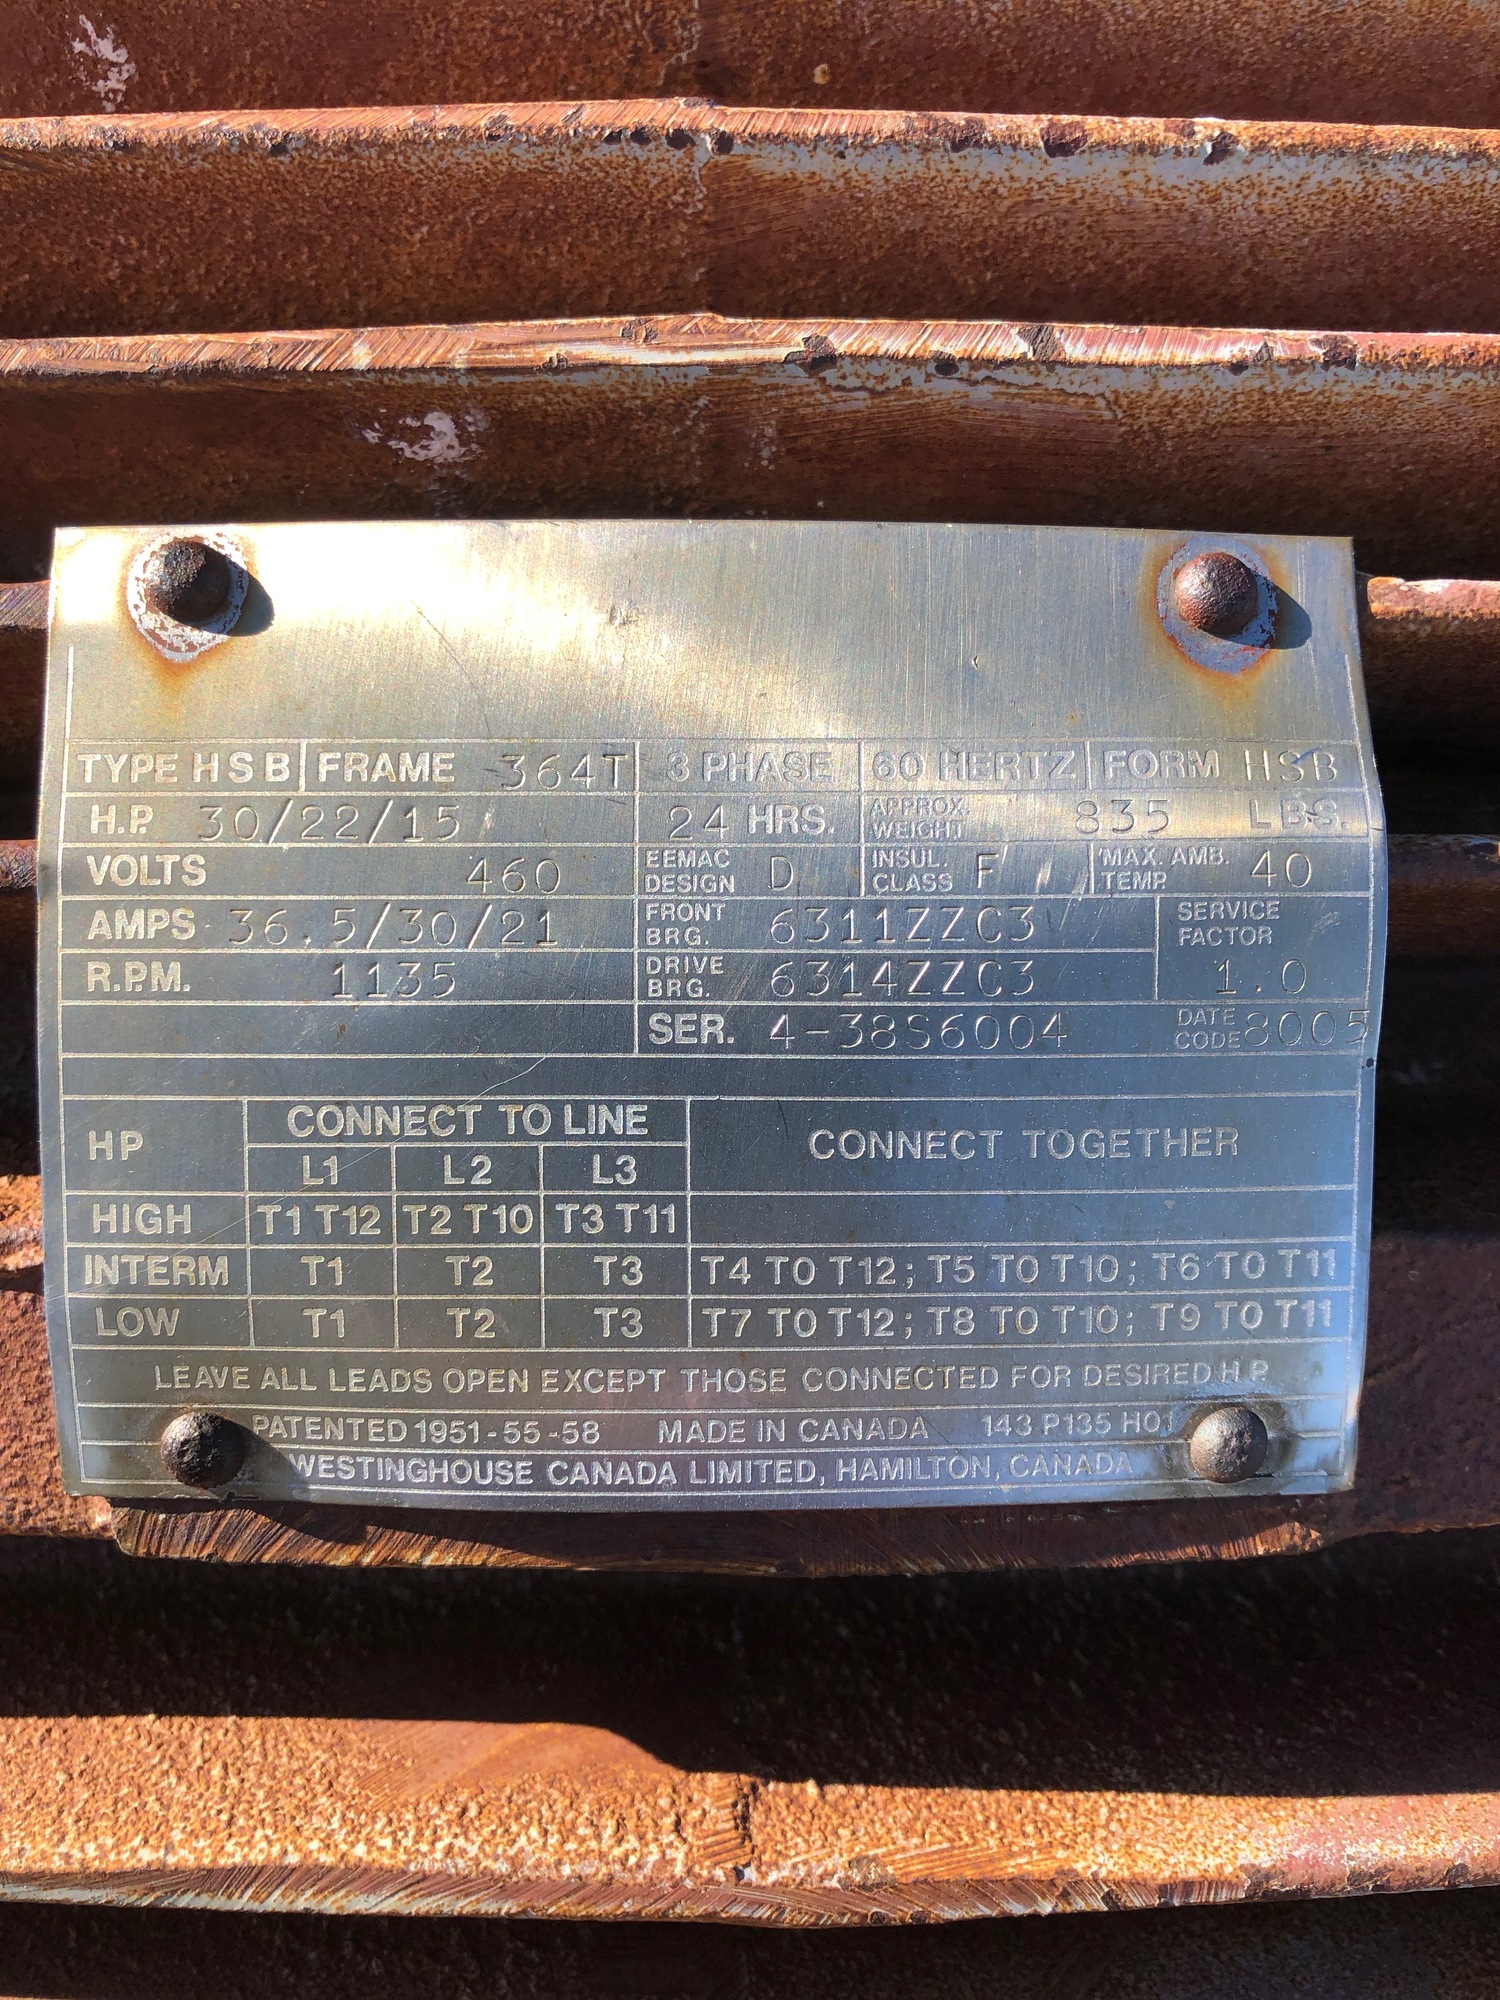 TYPE HSB FRAME 364T 3 PHASE 60 HERTZ FORM HSB
H.P. 30/22/15 24 HRS. APPROX. WEIGHT 835 LBS.
VOLTS 460 EEMAC DESIGN D INSUL. CLASS F MAX. AMB. TEMP. 40
AMPS 36.5/30/21 FRONT BRG. 6311ZZC3 SERVICE FACTOR
R.P.M. 1135 DRIVE BRG. 6314ZZC3 1.0
SER. 4-38S6004 DATE CODE 8005
HP CONNECT TO LINE CONNECT TOGETHER
L1 L2 L3
HIGH T1 T12 T2 T10 T3 T11
INTERM T1 T2 T3 T4 TO T12; T5 TO T10; T6 TO T11
LOW T1 T2 T3 T7 TO T12; T8 TO T10; T9 TO T11
LEAVE ALL LEADS OPEN EXCEPT THOSE CONNECTED FOR DESIRED H.P.
PATENTED 1951-55-58 MADE IN CANADA 143 P135 H01
WESTINGHOUSE CANADA LIMITED, HAMILTON, CANADA